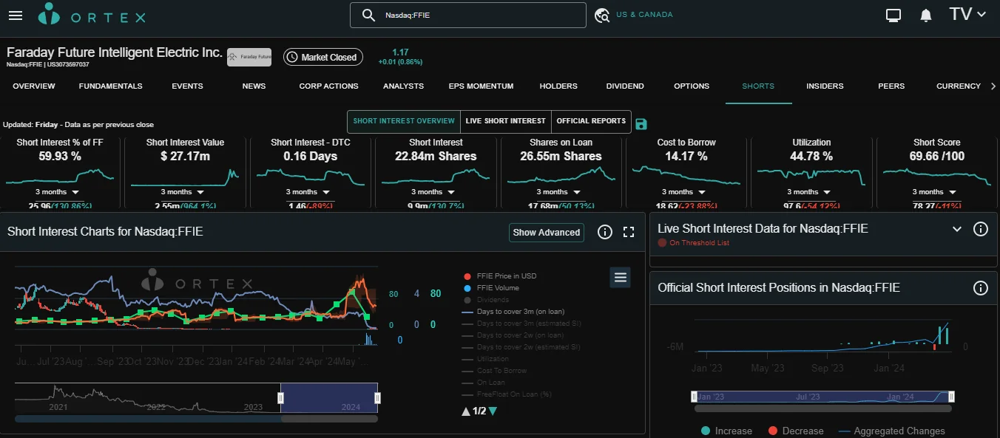 ORTEX
Nasdaq:FFIE
US & CANADA
TV
Faraday Future Intelligent Electric Inc.
Faraday Future
Market Closed
1.17
+0.01 (0.86%)
Nasdaq:FFIE | US3073597037
OVERVIEW FUNDAMENTALS EVENTS NEWS CORP ACTIONS ANALYSTS EPS MOMENTUM HOLDERS DIVIDEND OPTIONS SHORTS INSIDERS PEERS CURRENCY
Updated: Friday - Data as per previous close
SHORT INTEREST OVERVIEW LIVE SHORT INTEREST OFFICIAL REPORTS
Short Interest % of FF
59.93 %
3 months
25.96(130.86%)
Short Interest Value
$ 27.17m
3 months
2.55m(964.1%)
Short Interest - DTC
0.16 Days
3 months
1.46(-89%)
Short Interest
22.84m Shares
3 months
9.9m(130.7%)
Shares on Loan
26.55m Shares
3 months
17.68m(50.13%)
Cost to Borrow
14.17 %
3 months
18.62(-23.88%)
Utilization
44.78 %
3 months
97.6(-54.12%)
Short Score
69.66 /100
3 months
78.27(-11%)
Short Interest Charts for Nasdaq:FFIE
Show Advanced
ORTEX
80 4 80
0 0 0
0
Ju... Jul '23 Aug '... Sep '23 Oct '23 Nov '23 Dec '23 Jan '24 Feb '24 Mar '24 Apr '24 May '...
2021 2022 2023 2024
FFIE Price in USD
FFIE Volume
Dividends
Days to cover 3m (on loan)
Days to cover 3m (estimated SI)
Days to cover 2w (on loan)
Days to cover 2w (estimated SI)
Utilization
Cost To Borrow
On Loan
FreeFloat On Loan (%)
1/2
Live Short Interest Data for Nasdaq:FFIE
On Threshold List
Official Short Interest Positions in Nasdaq:FFIE
-6M
0
Jan '23 May '23 Sep '23 Jan '24
Jan '23 Jul '23 Jan '24
Increase Decrease Aggregated Changes